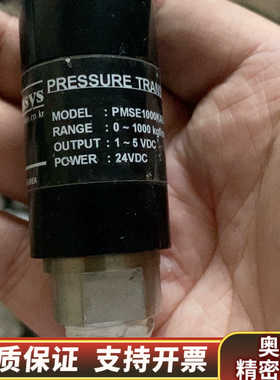 PRESSURE TRAN
MODEL : PMSE1000K
RANGE : 0 ~ 1000 kgf
OUTPUT : 1 ~ 5 VDC
POWER : 24VDC
质保证 支持开票
奥
精密